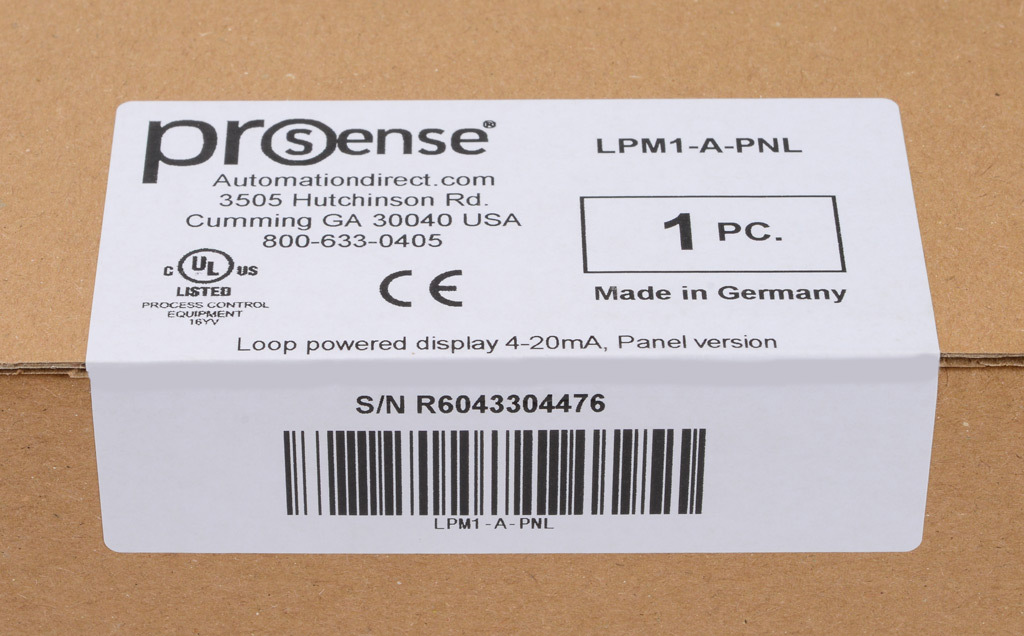 prosense®
Automationdirect.com
3505 Hutchinson Rd.
Cumming GA 30040 USA
800-633-0405
LPM1-A-PNL
1 PC.
Made in Germany
C UL US
LISTED
PROCESS CONTROL
EQUIPMENT
16YV
CE
Loop powered display 4-20mA, Panel version
S/N R6043304476
LPM1-A-PNL